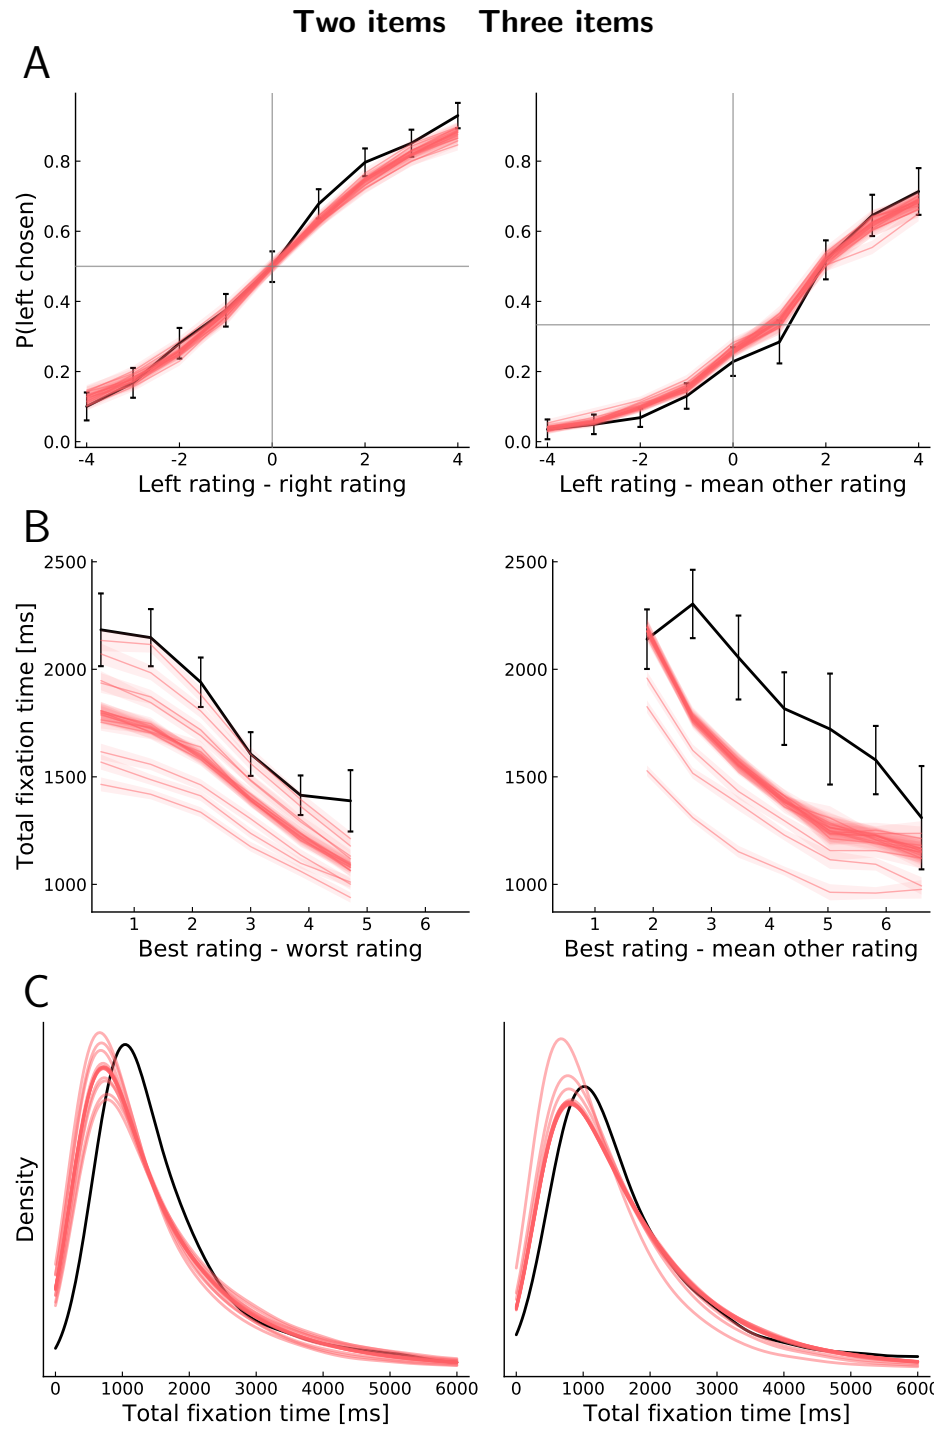 Two items Three items
A
P(left chosen)
0.8
0.6
0.4
0.2
0.0
-4 -2 0 2 4
Left rating - right rating
0.8
0.6
0.4
0.2
0.0
-4 -2 0 2 4
Left rating - mean other rating
B
Total fixation time [ms]
2500
2000
1500
1000
1 2 3 4 5 6
Best rating - worst rating
2500
2000
1500
1000
1 2 3 4 5 6
Best rating - mean other rating
C
Density
0 1000 2000 3000 4000 5000 6000
Total fixation time [ms]
0 1000 2000 3000 4000 5000 6000
Total fixation time [ms]